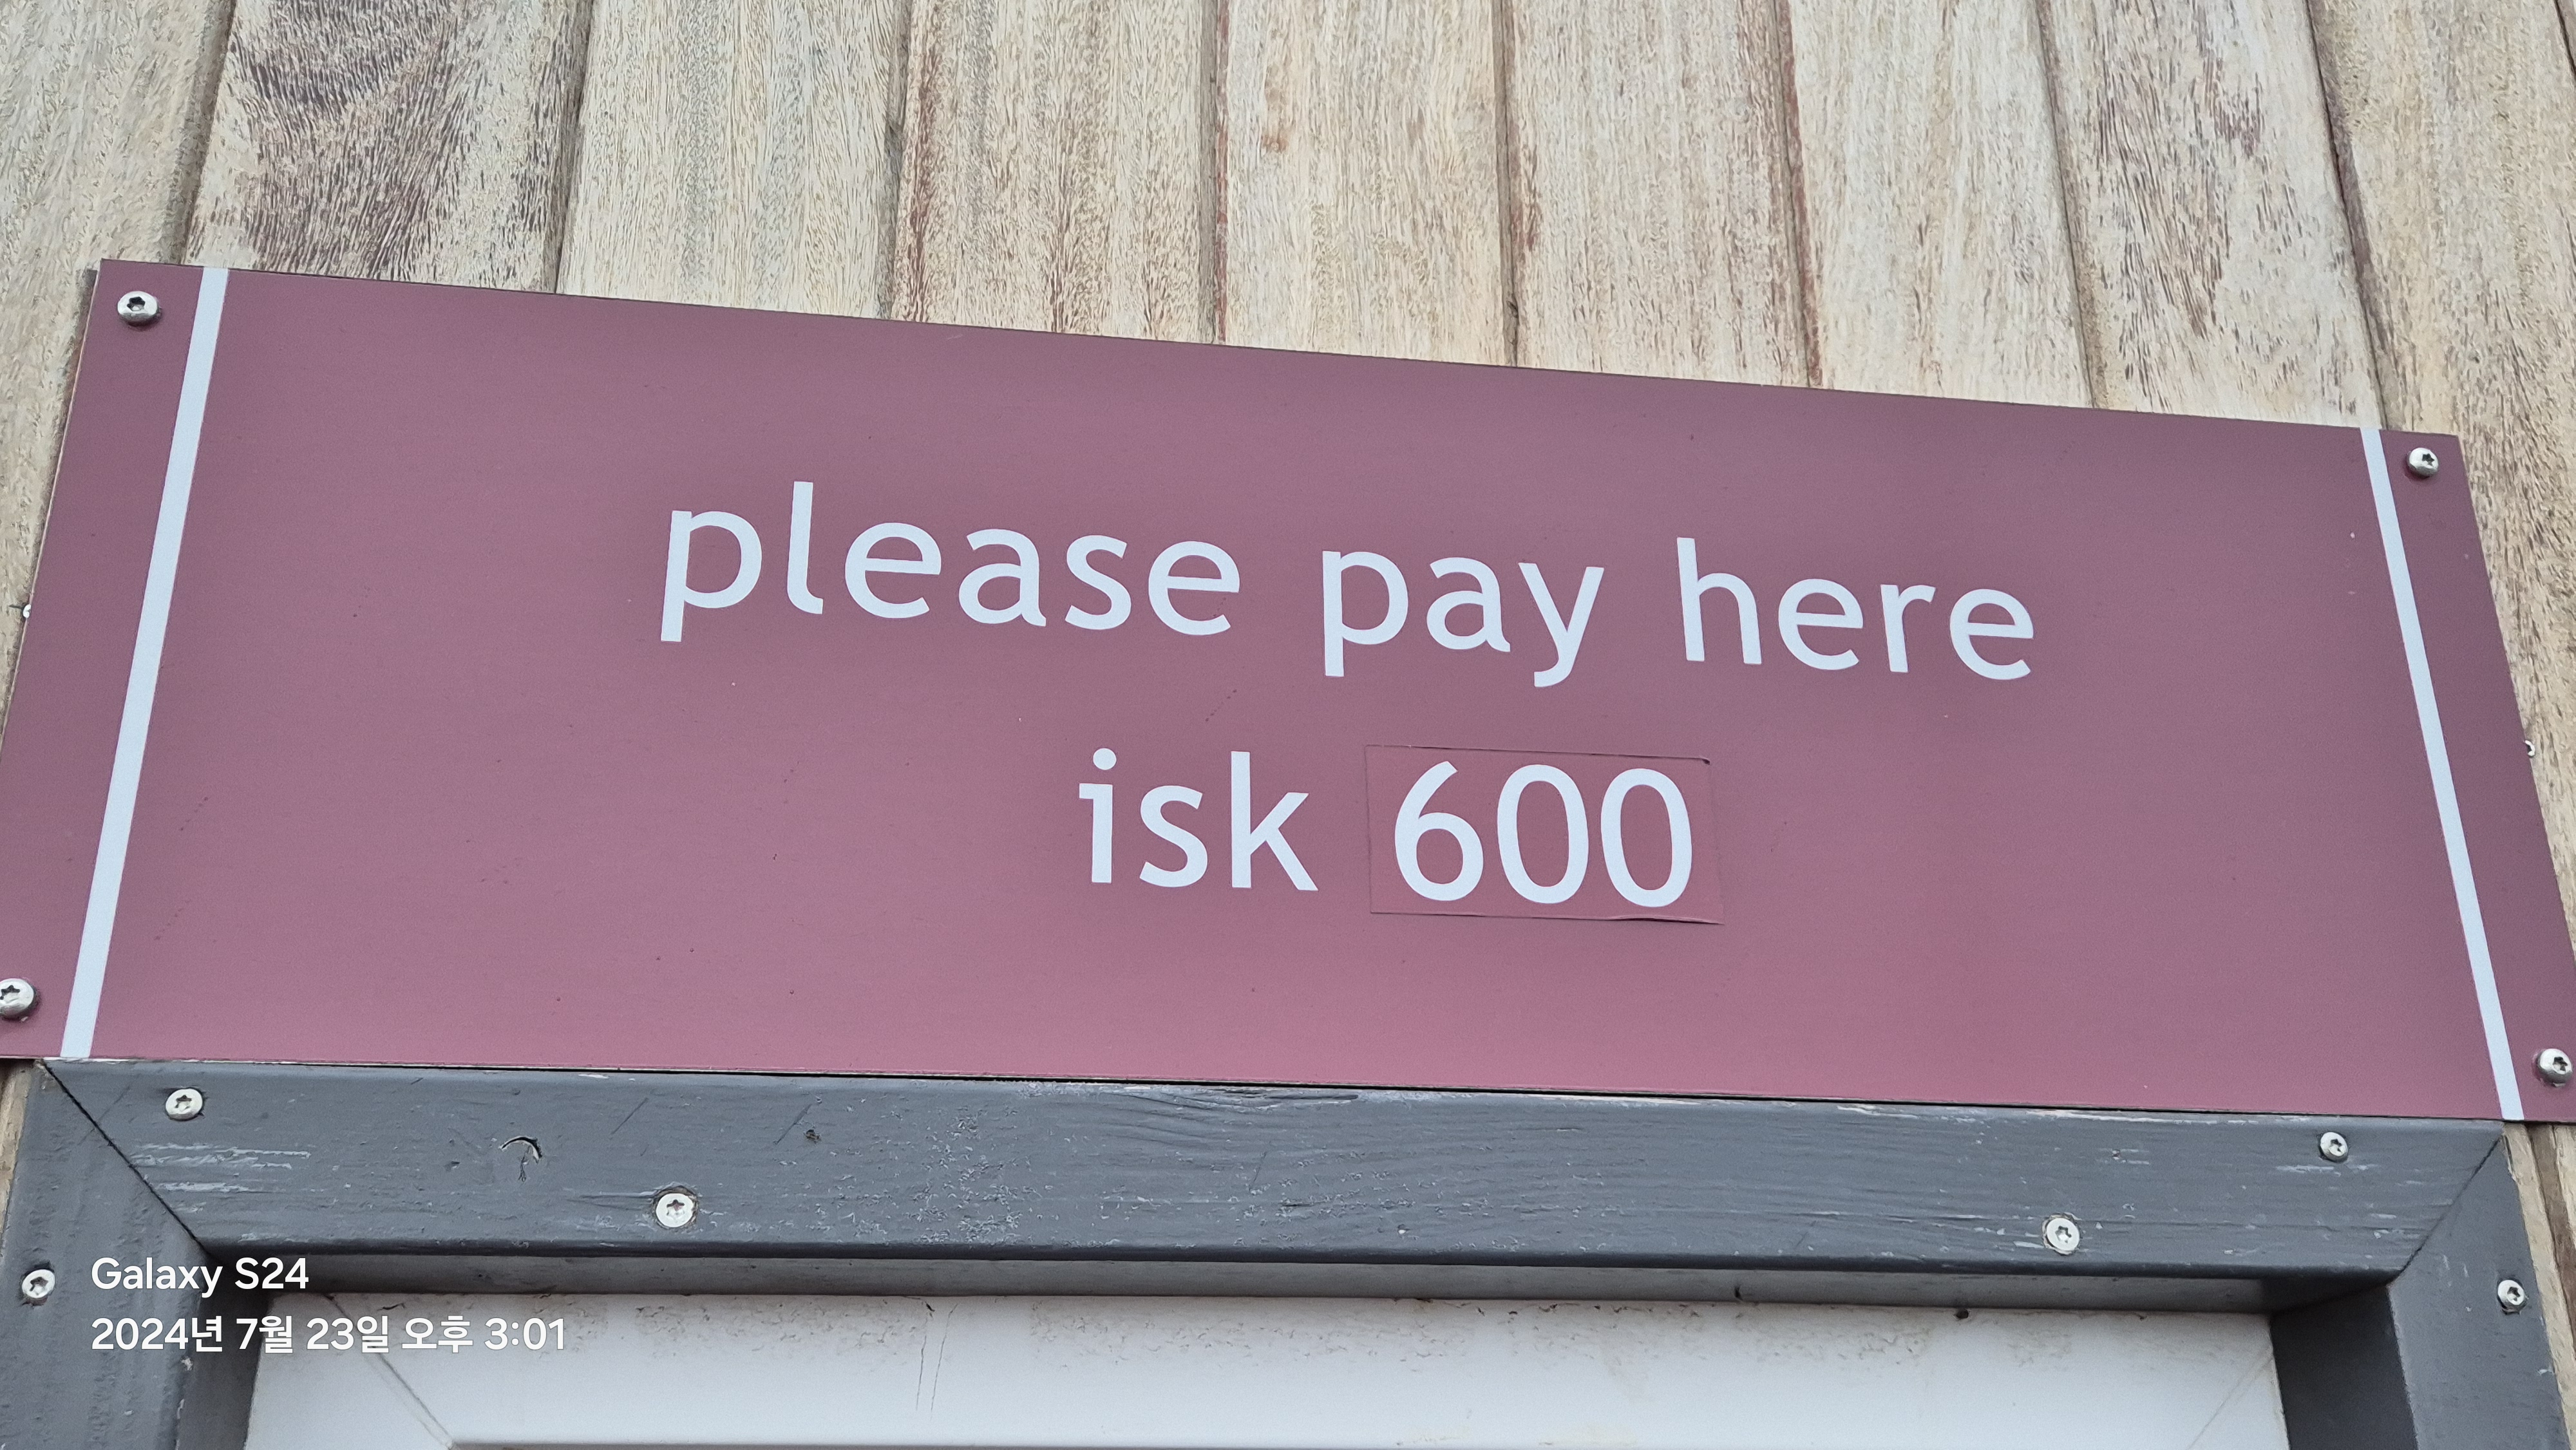 please pay here
isk 600
Galaxy S24
2024년 7월 23일 오후 3:01